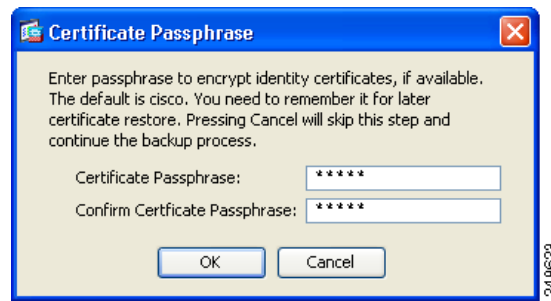 Certificate Passphrase
Enter passphrase to encrypt identity certificates, if available.
The default is cisco. You need to remember it for later
certificate restore. Pressing Cancel will skip this step and
continue the backup process.
Certificate Passphrase: *****
Confirm Certficate Passphrase: *****
OK Cancel